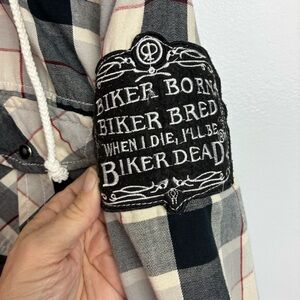 BIKER BORN
BIKER BRED
WHEN I DIE, I'LL BE
BIKER DEAD